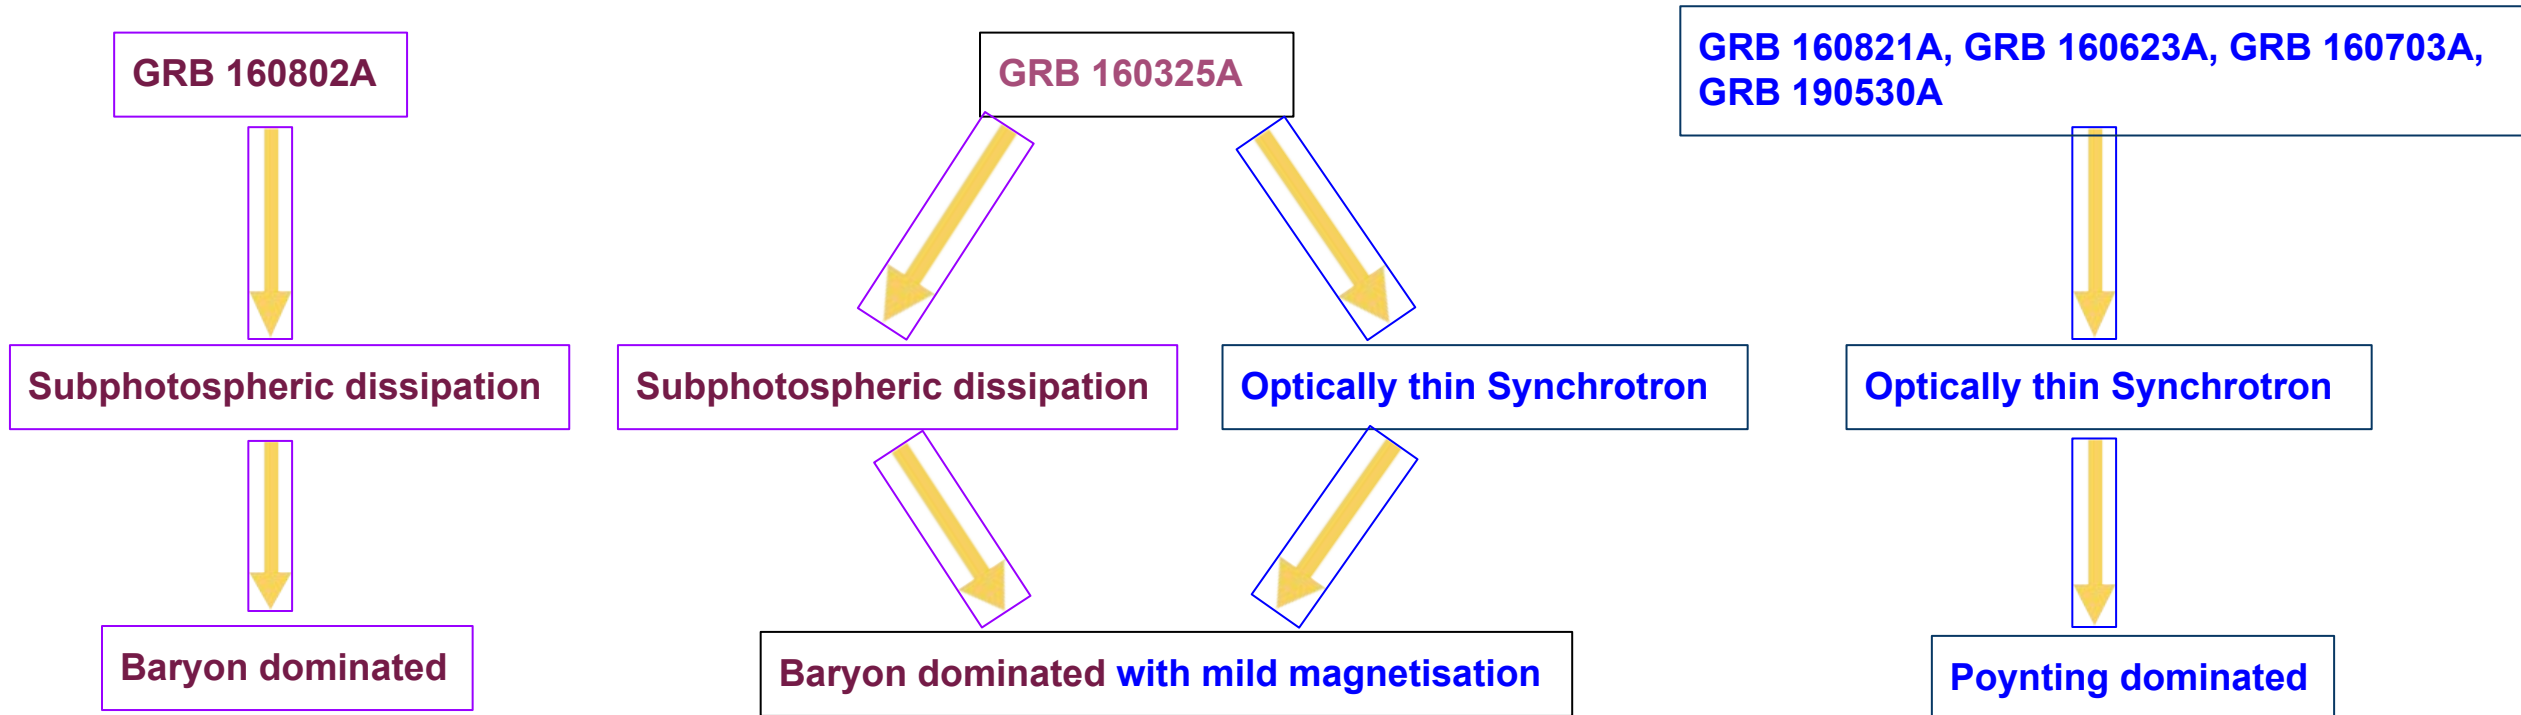 GRB 160802A
GRB 160325A
GRB 160821A, GRB 160623A, GRB 160703A,
GRB 190530A
Subphotospheric dissipation
Subphotospheric dissipation
Optically thin Synchrotron
Optically thin Synchrotron
Baryon dominated
Baryon dominated with mild magnetisation
Poynting dominated